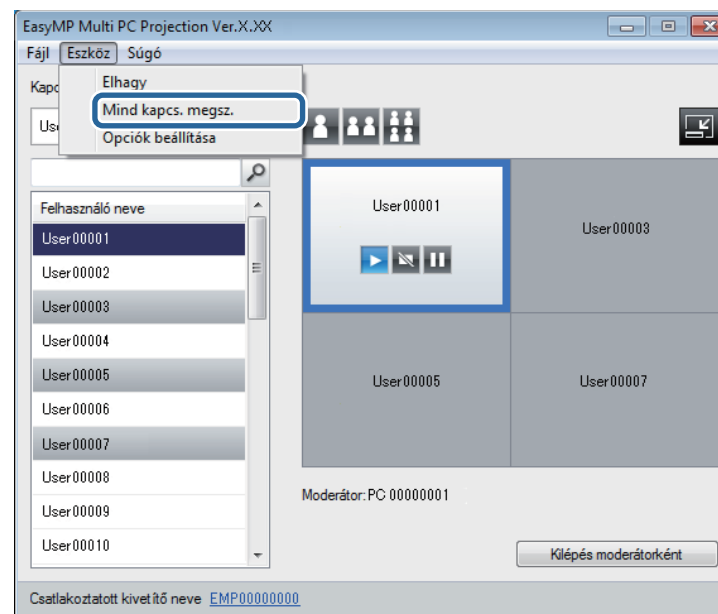 EasyMP Multi PC Projection Ver.X.XX
Fájl Eszköz Súgó
Elhagy
Mind kapcs. megsz.
Opciók beállítása
Felhasználó neve
User00001
User00002
User00003
User00004
User00005
User00006
User00007
User00008
User00009
User00010
User00001
User00003
User00005
User00007
Moderátor: PC 00000001
Kilépés moderátorként
Csatlakoztatott kivetítő neve EMP00000000